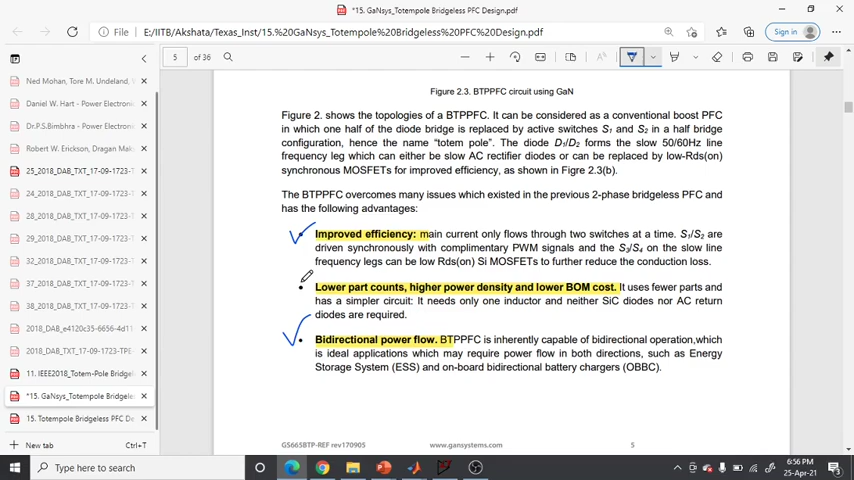 *15. GaNsys_Totempole Bridgeless PFC Design.pdf
File
E:/IITB/Akshata/Texas_Inst/15.%20GaNsys_Totempole%20Bridgeless%20PFC%20Design.pdf
Sign in
5 of 36
Ned Mohan, Tore M. Undeland, W
Daniel W. Hart - Power Electronic
Dr.P.S.Bimbhra - Power Electroni
Robert W. Erickson, Dragan Mak
25_2018_DAB_TXT_17-09-1723-T
24_2018_DAB_TXT_17-09-1723-T
28_2018_DAB_TXT_17-09-1723-T
29_2018_DAB_TXT_17-09-1723-T
32_2018_DAB_TXT_17-09-1723-T
37_2018_DAB_TXT_17-09-1723-T
38_2018_DAB_TXT_17-09-1723-T
2018_DAB_e4120c35-6656-4d11
2018_DAB_TXT_17-09-1723-TPE-
11. IEEE2018_Totem-Pole Bridgel
*15. GaNsys_Totempole Bridgele
15. Totempole Bridgeless PFC De
New tab Ctrl+T
Figure 2.3. BTPPFC circuit using GaN
Figure 2. shows the topologies of a BTPPFC. It can be considered as a conventional boost PFC
in which one half of the diode bridge is replaced by active switches S1 and S2 in a half bridge
configuration, hence the name “totem pole”. The diode D1/D2 forms the slow 50/60Hz line
frequency leg which can either be slow AC rectifier diodes or can be replaced by low-Rds(on)
synchronous MOSFETs for improved efficiency, as shown in Figre 2.3(b).
The BTPPFC overcomes many issues which existed in the previous 2-phase bridgeless PFC and
has the following advantages:
• Improved efficiency: main current only flows through two switches at a time. S1/S2 are
driven synchronously with complimentary PWM signals and the S3/S4 on the slow line
frequency legs can be low Rds(on) Si MOSFETs to further reduce the conduction loss.
• Lower part counts, higher power density and lower BOM cost. It uses fewer parts and
has a simpler circuit: It needs only one inductor and neither SiC diodes nor AC return
diodes are required.
• Bidirectional power flow. BTPPFC is inherently capable of bidirectional operation,which
is ideal applications which may require power flow in both directions, such as Energy
Storage System (ESS) and on-board bidirectional battery chargers (OBBC).
GS665BTP-REF rev170905 www.gansystems.com 5
Type here to search
6:56 PM
25-Apr-21
3